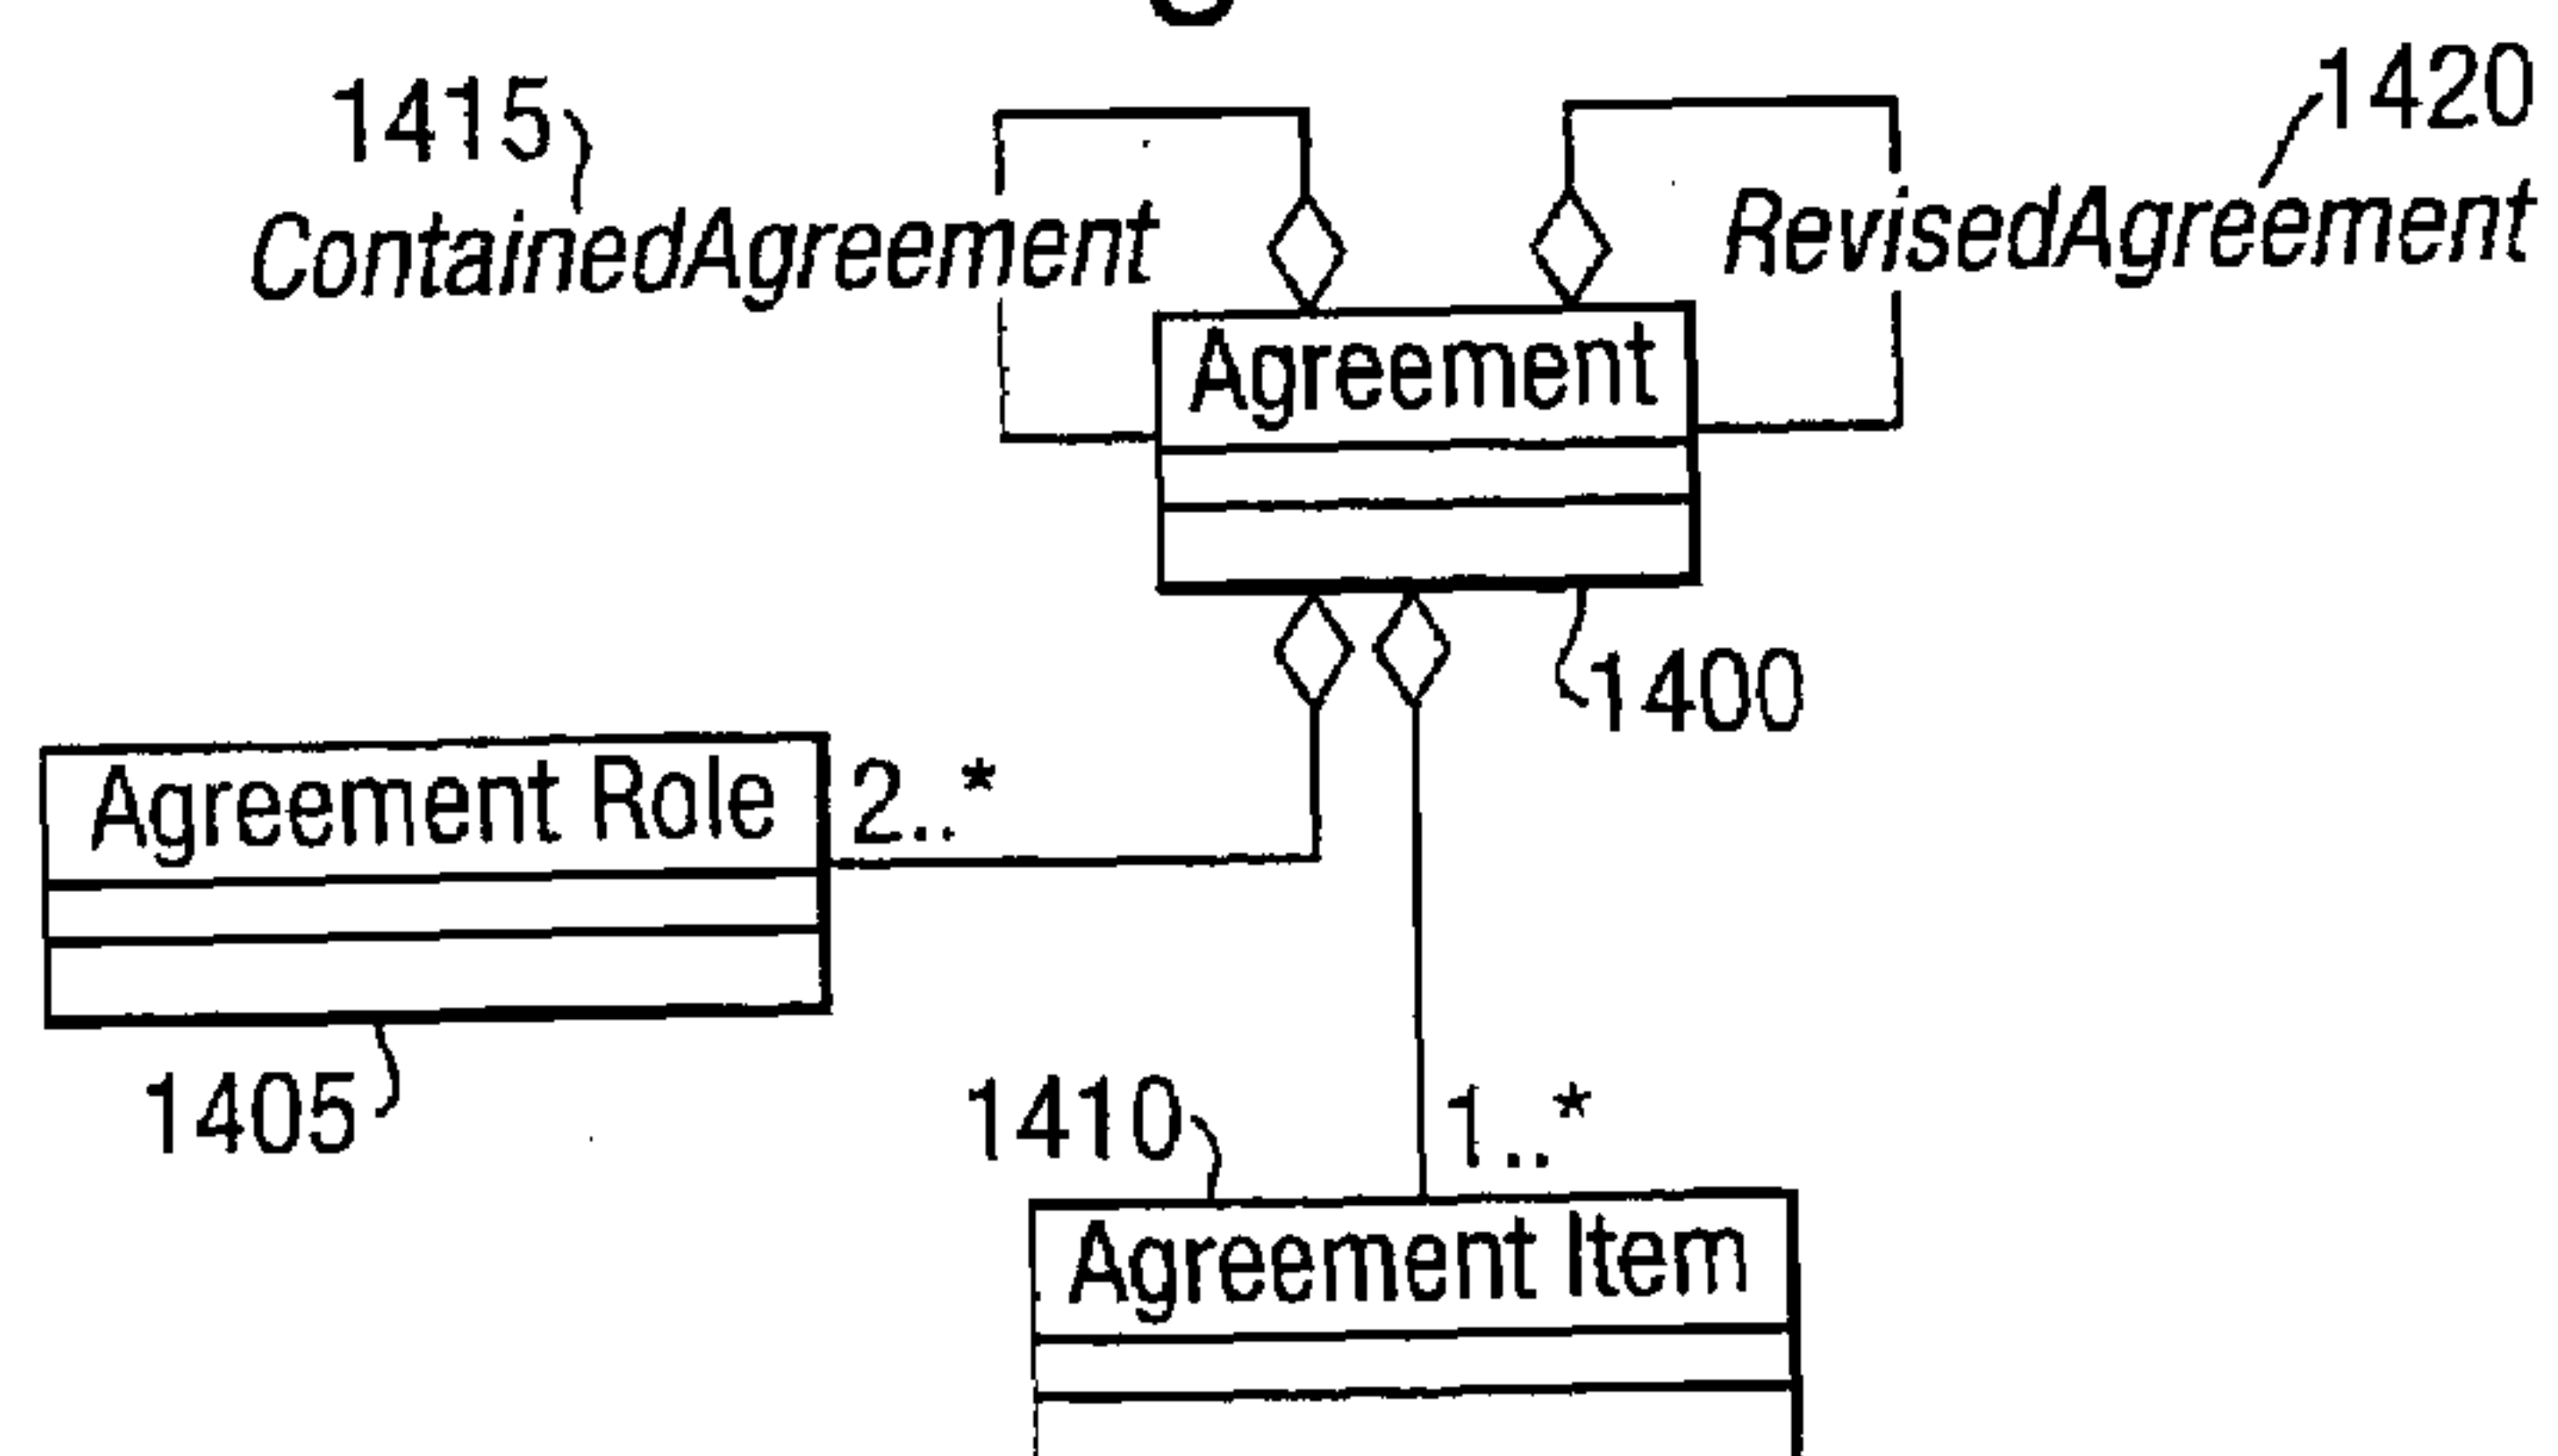 1415
1420
ContainedAgreement
RevisedAgreement
Agreement
1400
Agreement Role
2..*
1405
1410
1..*
Agreement Item